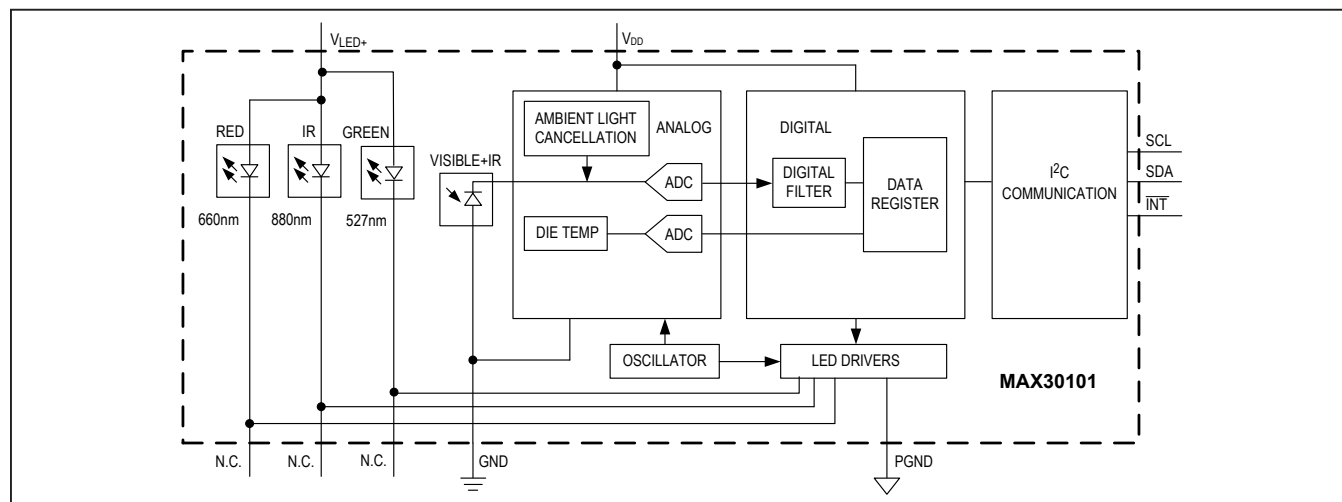 VLED+
VDD
RED
IR
GREEN
660nm
880nm
527nm
VISIBLE+IR
AMBIENT LIGHT
CANCELLATION
ANALOG
ADC
DIE TEMP
ADC
DIGITAL
DIGITAL
FILTER
DATA
REGISTER
I2C
COMMUNICATION
SCL
SDA
INT
OSCILLATOR
LED DRIVERS
MAX30101
N.C.
N.C.
N.C.
GND
PGND